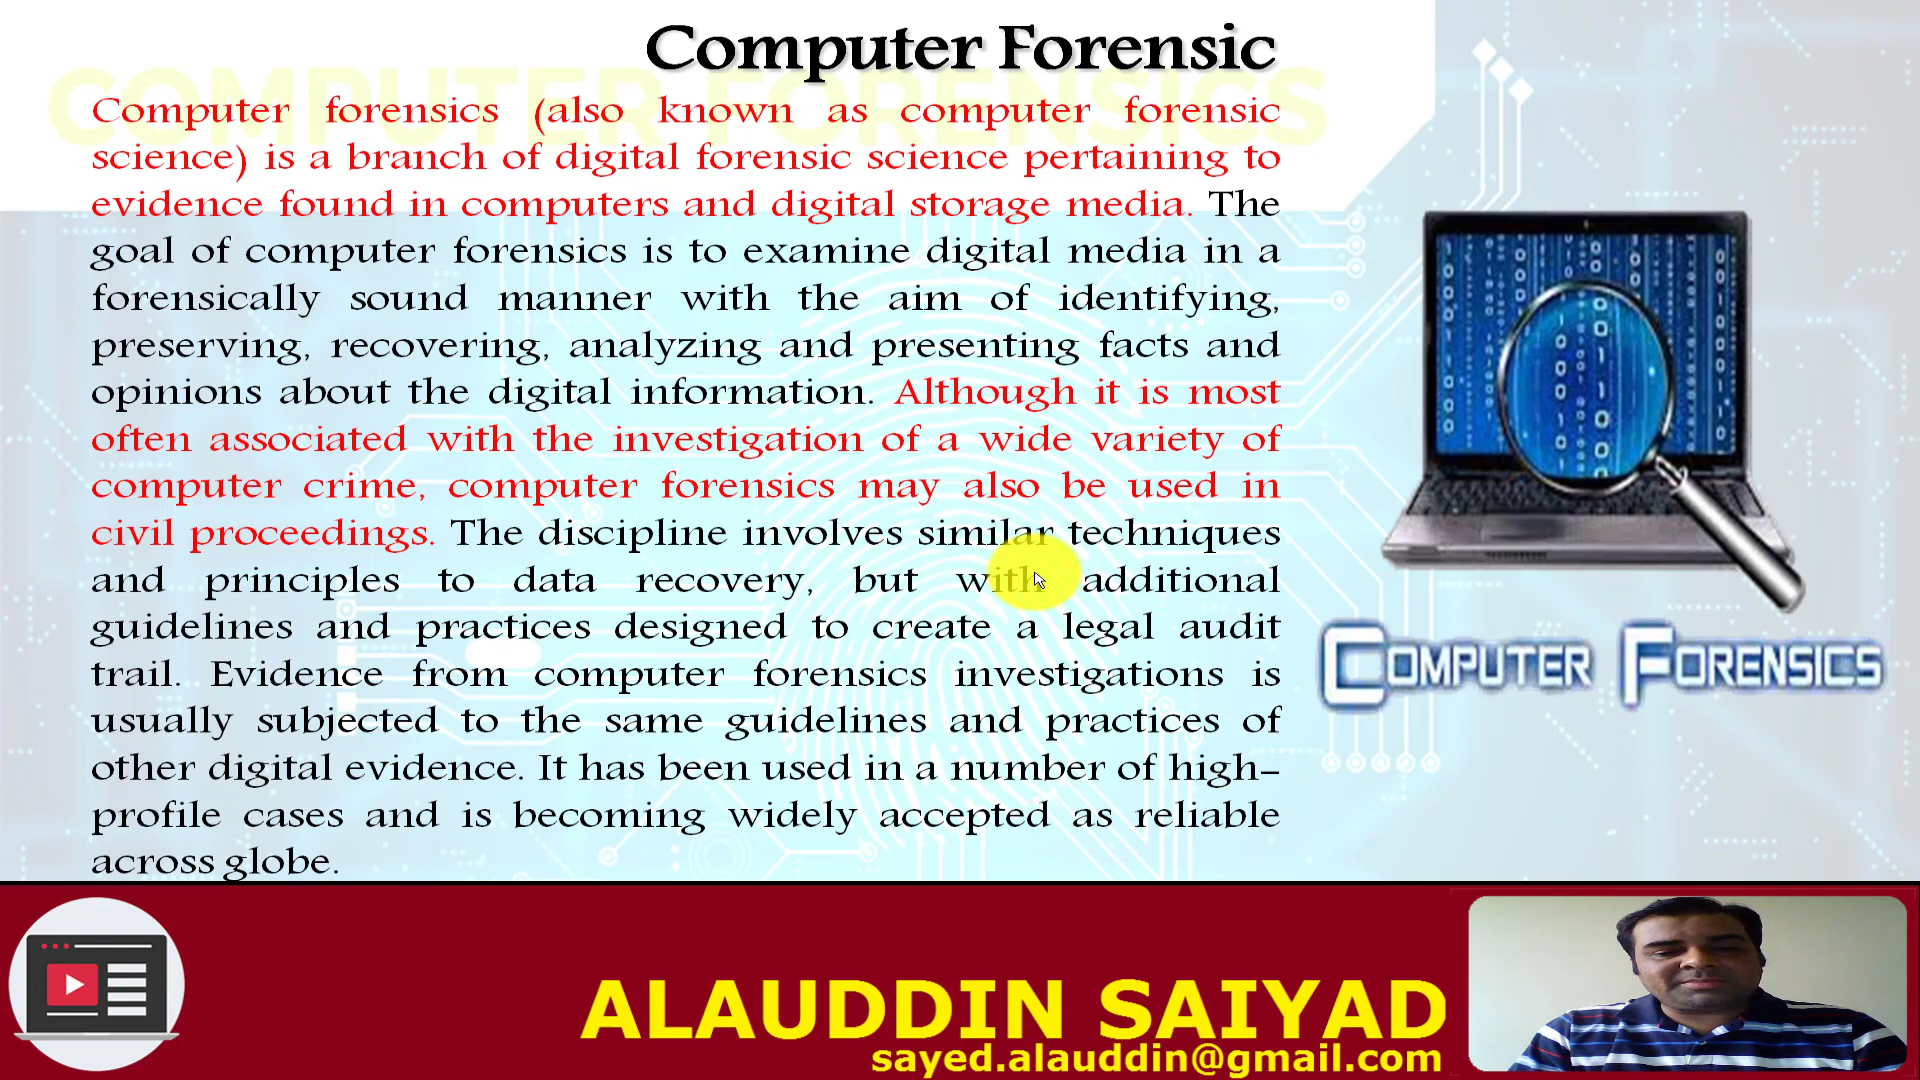 Computer Forensic
COMPUTER FORENSICS
Computer forensics (also known as computer forensic
science) is a branch of digital forensic science pertaining to
evidence found in computers and digital storage media. The
goal of computer forensics is to examine digital media in a
forensically sound manner with the aim of identifying,
preserving, recovering, analyzing and presenting facts and
opinions about the digital information. Although it is most
often associated with the investigation of a wide variety of
computer crime, computer forensics may also be used in
civil proceedings. The discipline involves similar techniques
and principles to data recovery, but with additional
guidelines and practices designed to create a legal audit
trail. Evidence from computer forensics investigations is
usually subjected to the same guidelines and practices of
other digital evidence. It has been used in a number of high-
profile cases and is becoming widely accepted as reliable
across globe.
COMPUTER FORENSICS
ALAUDDIN SAIYAD
sayed.alauddin@gmail.com